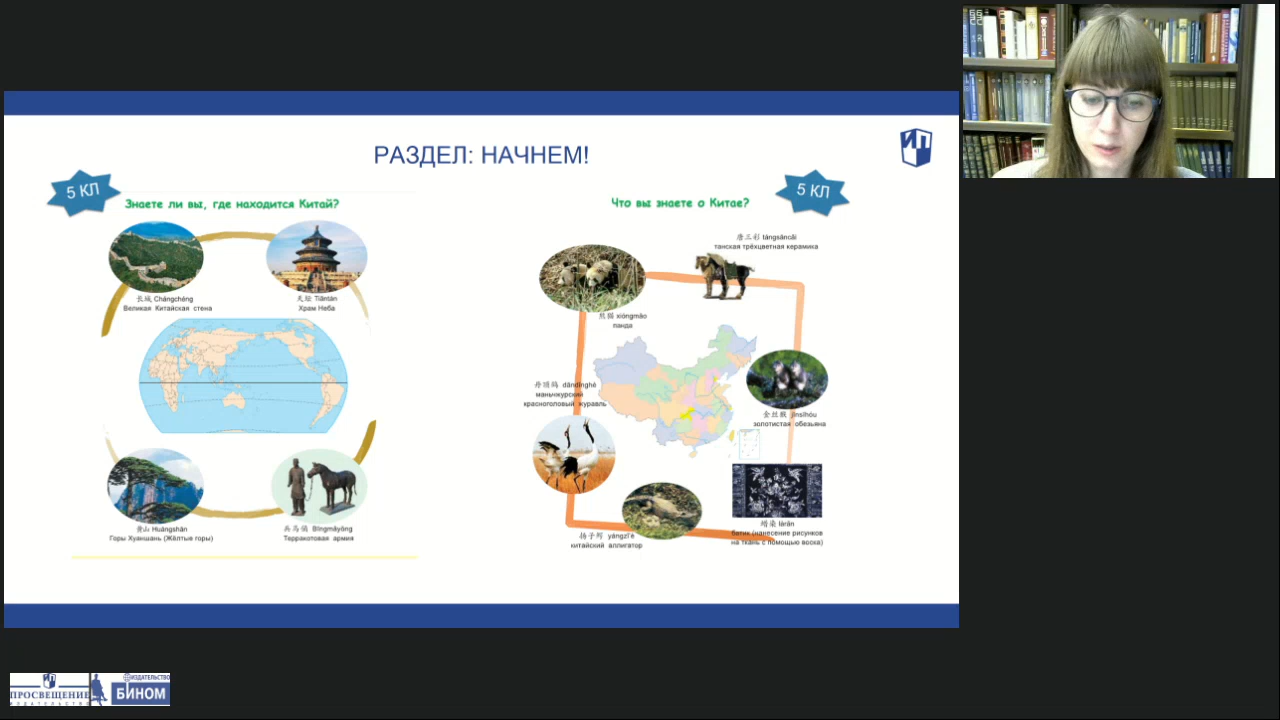 РАЗДЕЛ: НАЧНЕМ!
5 КЛ
Знаете ли вы, где находится Китай?
长城 Chángchéng
Великая Китайская стена
天坛 Tiāntán
Храм Неба
黄山 Huángshān
Горы Хуаншань (Жёлтые горы)
兵马俑 Bīngmǎyǒng
Терракотовая армия
5 КЛ
Что вы знаете о Китае?
唐三彩 tángsāncǎi
танская трёхцветная керамика
熊猫 xióngmāo
панда
丹顶鹤 dāndǐnghè
маньчжурский
красноголовый журавль
金丝猴 jīnsīhóu
золотистая обезьяна
扬子鳄 yángzǐ'è
китайский аллигатор
蜡染 làrǎn
батик (нанесение рисунков
на ткань с помощью воска)
ПРОСВЕЩЕНИЕ
ИЗДАТЕЛЬСТВО
ИЗДАТЕЛЬСТВО
БИНОМ